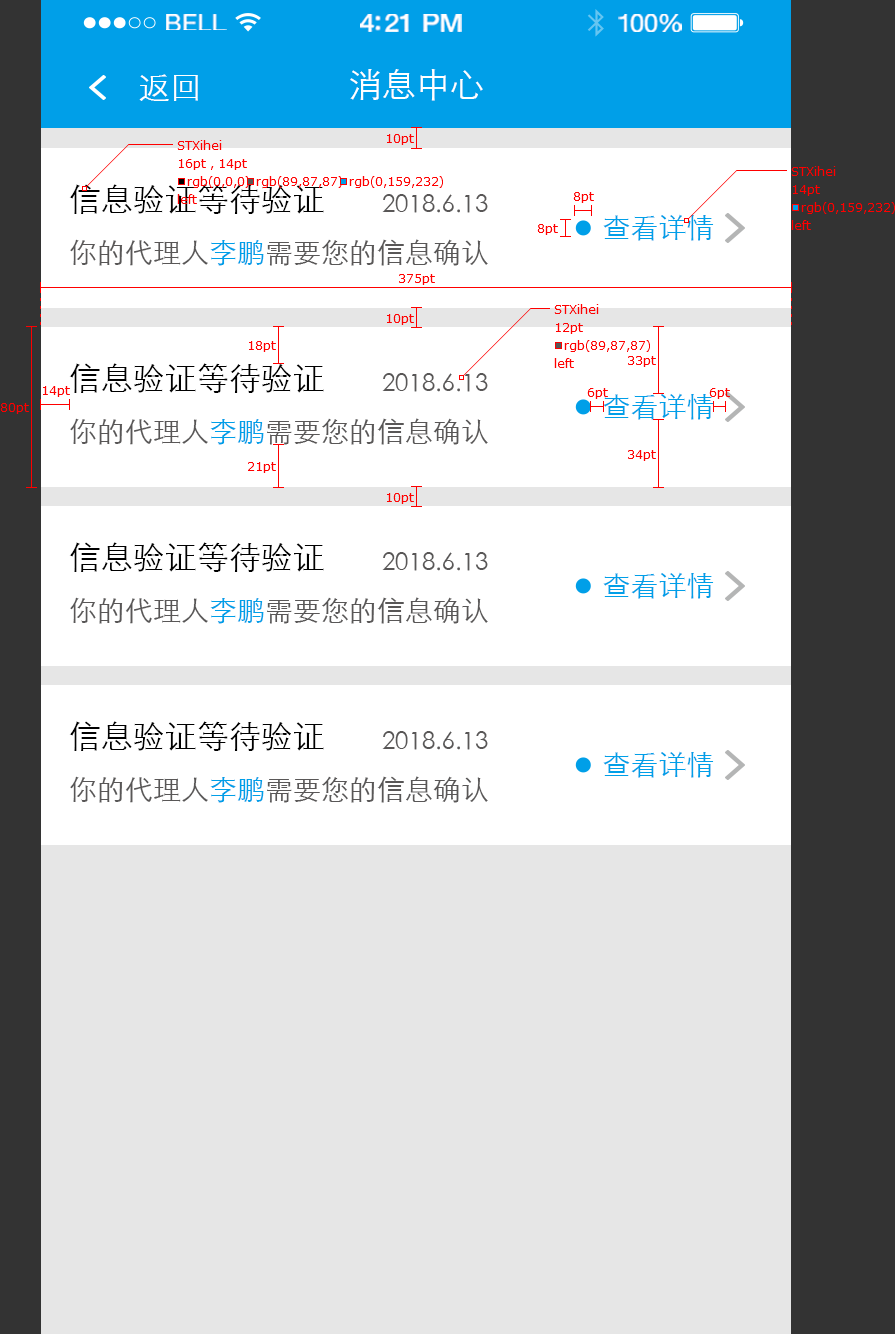 BELL 4:21 PM 100%
返回 消息中心
10pt
STXihei
16pt , 14pt
rgb(0,0,0) rgb(89,87,87) rgb(0,159,232)
left
STXihei
14pt
rgb(0,159,232)
left
信息验证等待验证 2018.6.13
8pt
8pt
查看详情
你的代理人李鹏需要您的信息确认
375pt
10pt
STXihei
12pt
rgb(89,87,87)
left
18pt
33pt
信息验证等待验证 2018.6.13
14pt
80pt
6pt
6pt
查看详情
你的代理人李鹏需要您的信息确认
21pt
34pt
10pt
信息验证等待验证 2018.6.13
查看详情
你的代理人李鹏需要您的信息确认
信息验证等待验证 2018.6.13
查看详情
你的代理人李鹏需要您的信息确认